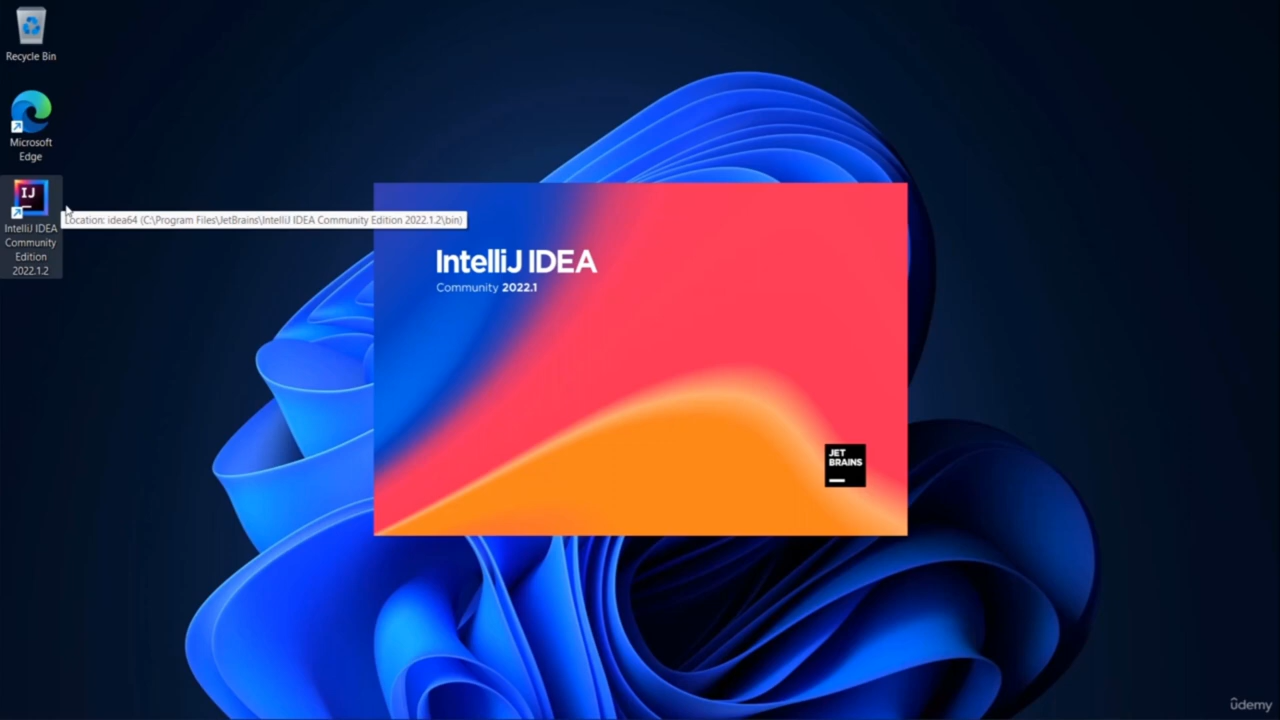 Recycle Bin
Microsoft
Edge
IJ
IntelliJ IDEA
Community
Edition
2022.1.2
Location: idea64 (C:\Program Files\JetBrains\IntelliJ IDEA Community Edition 2022.1.2\bin)
IntelliJ IDEA
Community 2022.1
JET
BRAINS
ûdemy